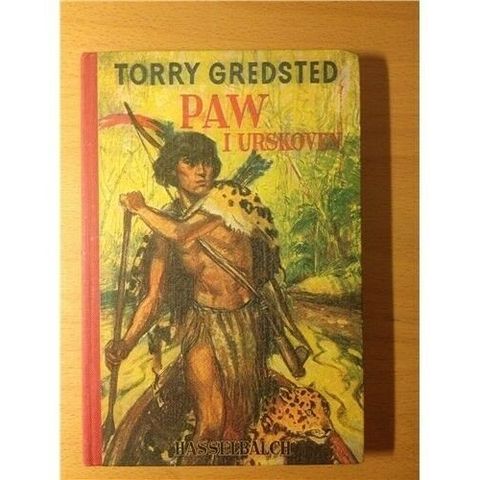 TORRY GREDSTED
PAW
I URSKOVEN
HASSELBALCH